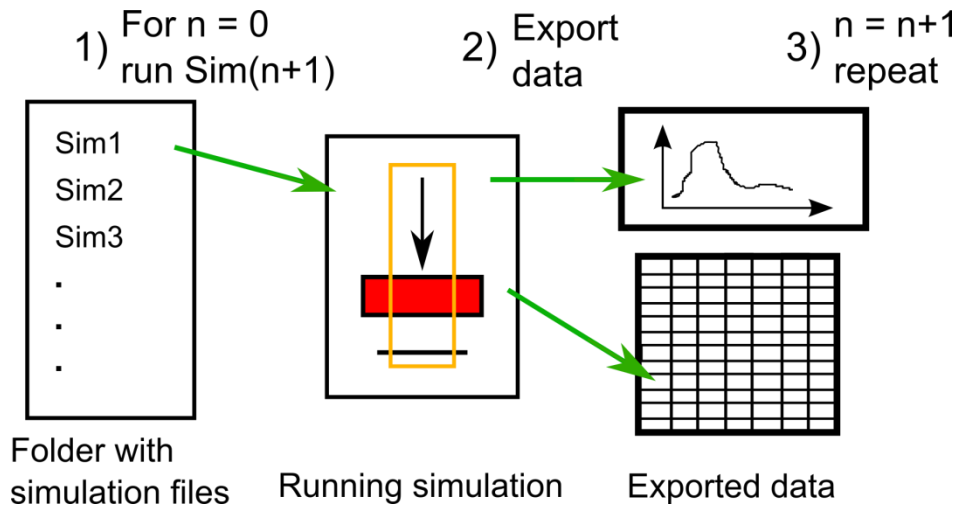 1) For n = 0
run Sim(n+1)
2) Export
data
3) n = n+1
repeat
Sim1
Sim2
Sim3
.
.
.
Folder with
simulation files
Running simulation
Exported data